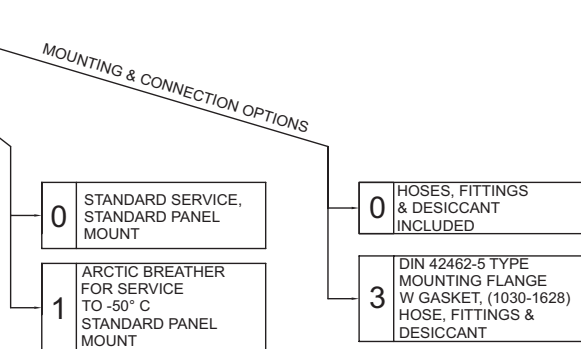 MOUNTING & CONNECTION OPTIONS
0
STANDARD SERVICE,
STANDARD PANEL
MOUNT
1
ARCTIC BREATHER
FOR SERVICE
TO -50° C
STANDARD PANEL
MOUNT
0
HOSES, FITTINGS
& DESICCANT
INCLUDED
3
DIN 42462-5 TYPE
MOUNTING FLANGE
W GASKET, (1030-1628)
HOSE, FITTINGS &
DESICCANT